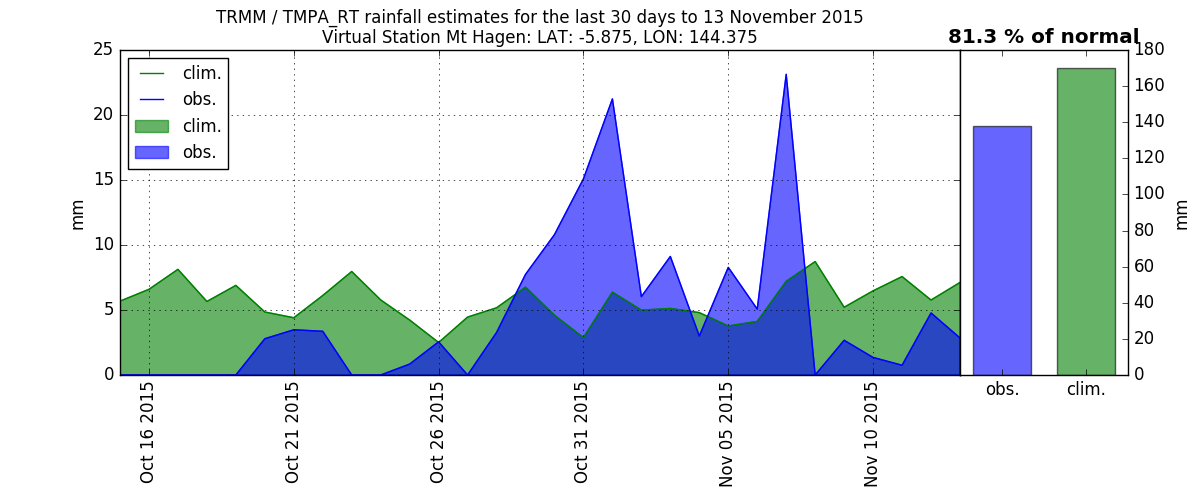 TRMM / TMPA_RT rainfall estimates for the last 30 days to 13 November 2015
Virtual Station Mt Hagen: LAT: -5.875, LON: 144.375
81.3 % of normal
clim.
obs.
clim.
obs.
mm
25
20
15
10
5
0
Oct 16 2015
Oct 21 2015
Oct 26 2015
Oct 31 2015
Nov 05 2015
Nov 10 2015
180
160
140
120
100
80
60
40
20
0
mm
obs.
clim.